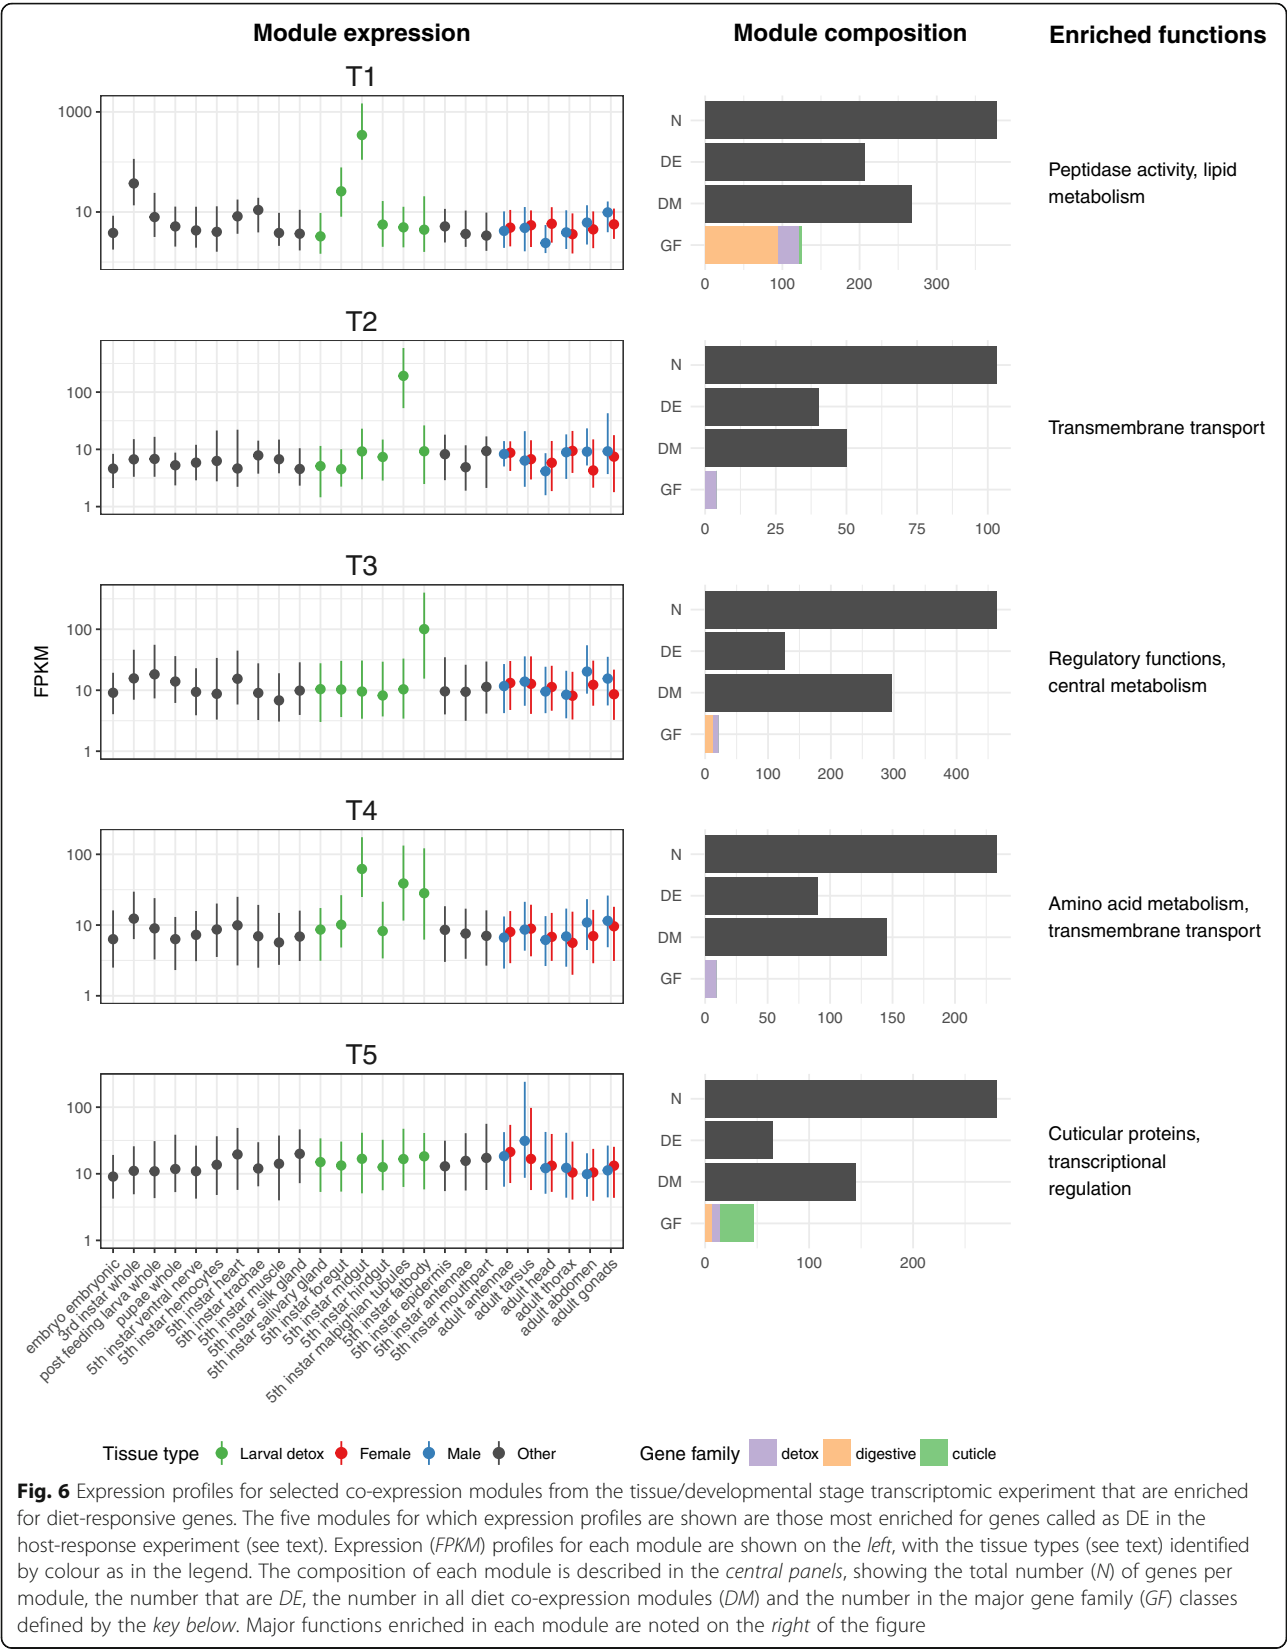 Module expression
Module composition
Enriched functions
T1
1000
10
N
DE
DM
GF
0 100 200 300
Peptidase activity, lipid
metabolism
T2
100
10
1
N
DE
DM
GF
0 25 50 75 100
Transmembrane transport
T3
FPKM
100
10
1
N
DE
DM
GF
0 100 200 300 400
Regulatory functions,
central metabolism
T4
100
10
1
N
DE
DM
GF
0 50 100 150 200
Amino acid metabolism,
transmembrane transport
T5
100
10
1
N
DE
DM
GF
0 100 200
Cuticular proteins,
transcriptional
regulation
embryo embryonic
3rd instar whole
post feeding larva whole
pupae whole
5th instar ventral nerve
5th instar hemocytes
5th instar heart
5th instar trachae
5th instar muscle
5th instar silk gland
5th instar salivary gland
5th instar foregut
5th instar midgut
5th instar hindgut
5th instar malpighian tubules
5th instar fatbody
5th instar epidermis
5th instar antennae
5th instar mouthpart
adult antennae
adult tarsus
adult head
adult thorax
adult abdomen
adult gonads
Tissue type Larval detox Female Male Other
Gene family detox digestive cuticle
Fig. 6 Expression profiles for selected co-expression modules from the tissue/developmental stage transcriptomic experiment that are enriched
for diet-responsive genes. The five modules for which expression profiles are shown are those most enriched for genes called as DE in the
host-response experiment (see text). Expression (FPKM) profiles for each module are shown on the left, with the tissue types (see text) identified
by colour as in the legend. The composition of each module is described in the central panels, showing the total number (N) of genes per
module, the number that are DE, the number in all diet co-expression modules (DM) and the number in the major gene family (GF) classes
defined by the key below. Major functions enriched in each module are noted on the right of the figure